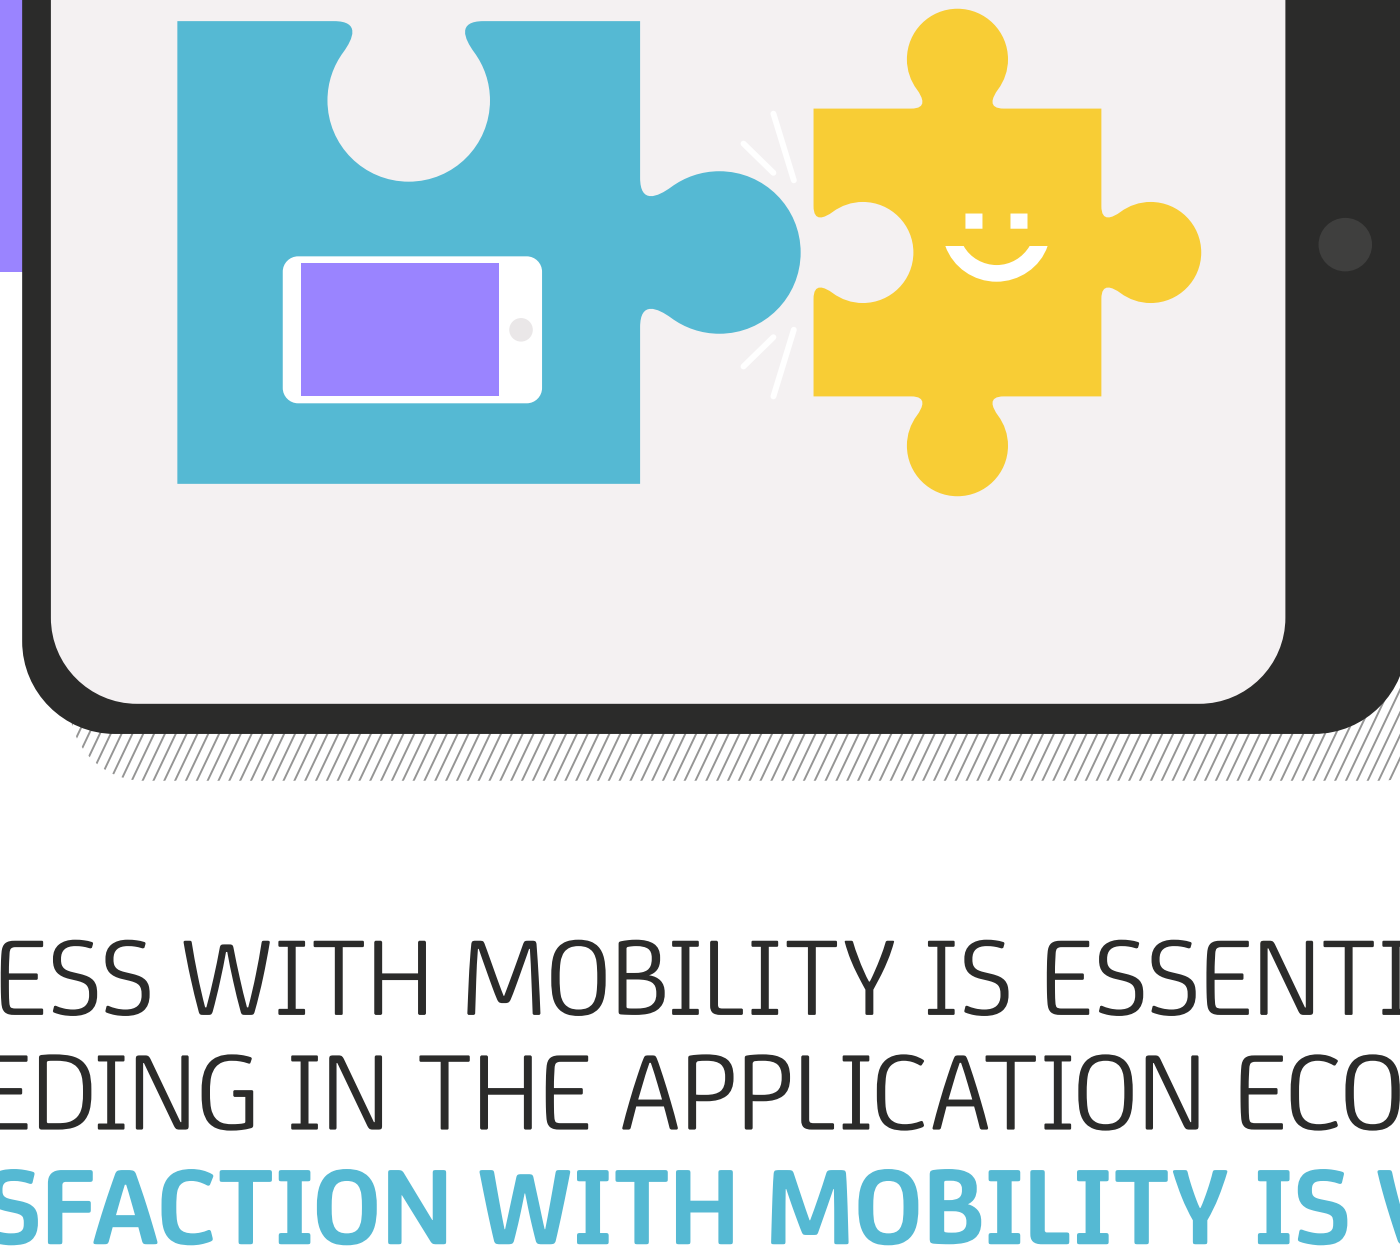 ESS WITH MOBILITY IS ESSENTI
EDING IN THE APPLICATION ECO
SFACTION WITH MOBILITY IS